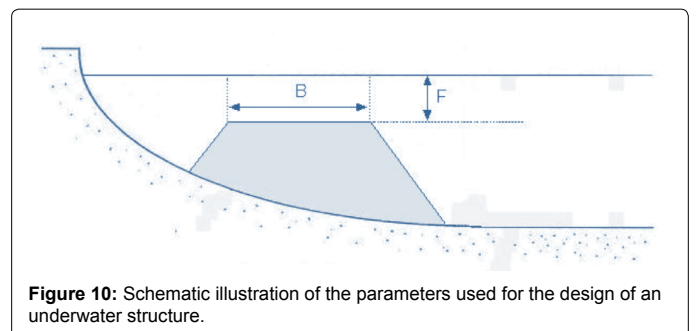 B
F
Figure 10: Schematic illustration of the parameters used for the design of an
underwater structure.